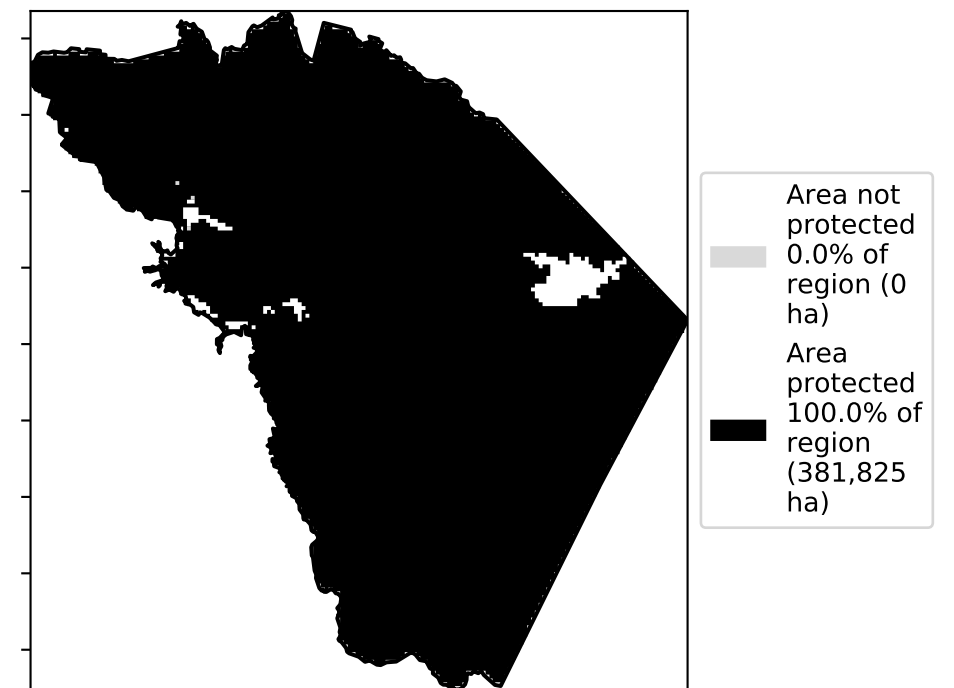 Area not
protected
0.0% of
region (0
ha)
Area
protected
100.0% of
region
(381,825
ha)